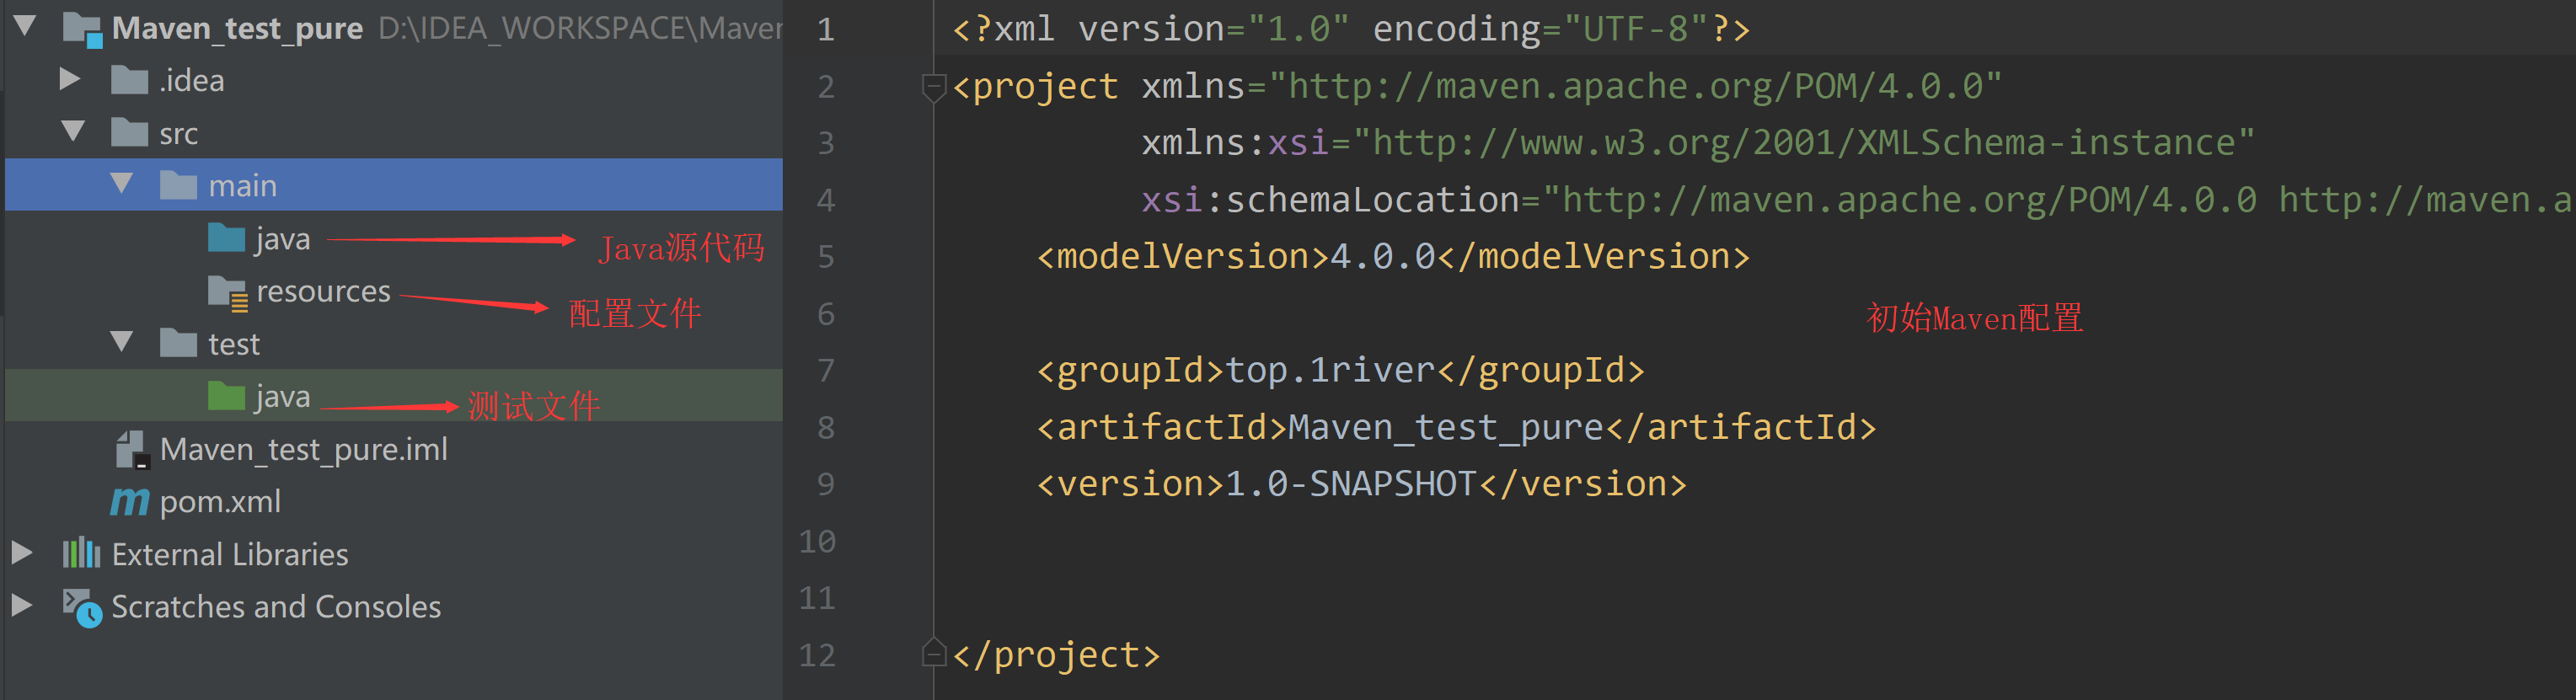 Maven_test_pure D:\IDEA_WORKSPACE\Maven
.idea
src
main
java Java源代码
resources 配置文件
test
java 测试文件
Maven_test_pure.iml
pom.xml
External Libraries
Scratches and Consoles
1 <?xml version="1.0" encoding="UTF-8"?>
2 <project xmlns="http://maven.apache.org/POM/4.0.0"
3 xmlns:xsi="http://www.w3.org/2001/XMLSchema-instance"
4 xsi:schemaLocation="http://maven.apache.org/POM/4.0.0 http://maven.a
5 <modelVersion>4.0.0</modelVersion>
6 初始Maven配置
7 <groupId>top.1river</groupId>
8 <artifactId>Maven_test_pure</artifactId>
9 <version>1.0-SNAPSHOT</version>
10
11
12 </project>